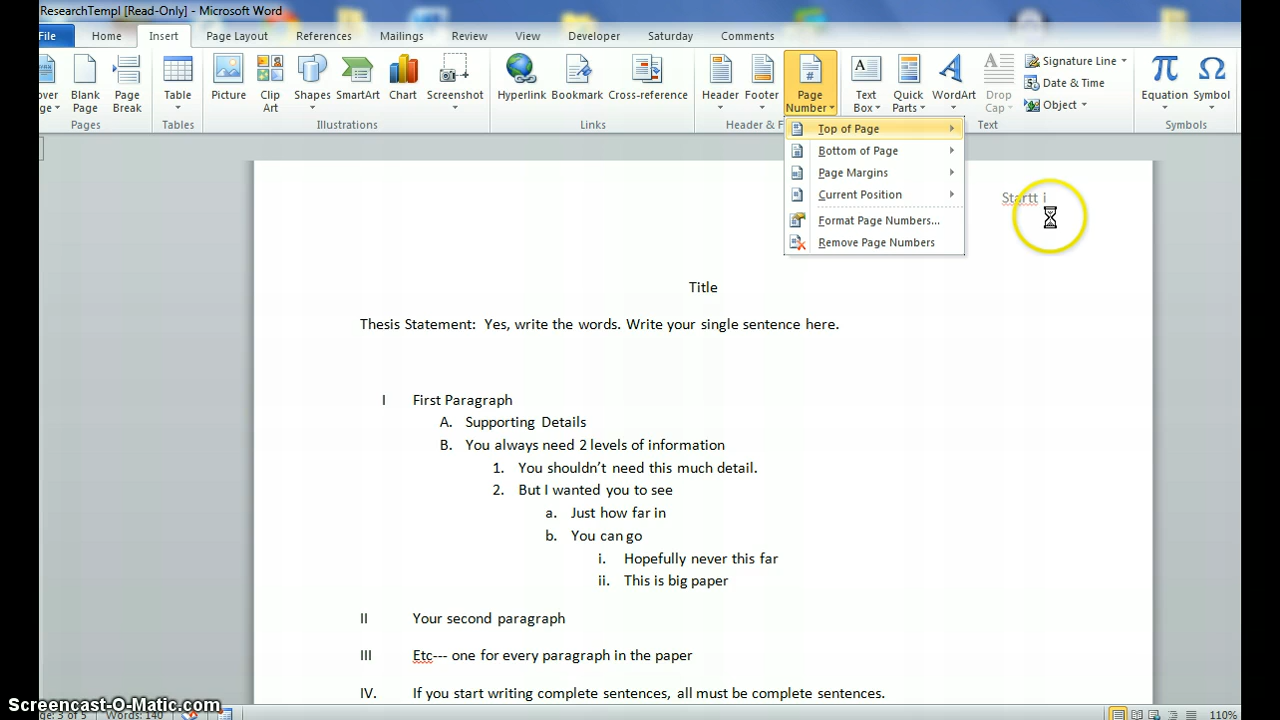 ResearchTempl [Read-Only] - Microsoft Word
File Home Insert Page Layout References Mailings Review View Developer Saturday Comments
Blank Page
Page Break
Table
Picture
Clip Art
Shapes
SmartArt
Chart
Screenshot
Hyperlink
Bookmark
Cross-reference
Header
Footer
Page Number
Text Box
Quick Parts
WordArt
Drop Cap
Signature Line
Date & Time
Object
Equation
Symbol
Pages Tables Illustrations Links Header & F Text Symbols
Top of Page
Bottom of Page
Page Margins
Current Position
Format Page Numbers...
Remove Page Numbers
Startt i
Title
Thesis Statement: Yes, write the words. Write your single sentence here.
I First Paragraph
A. Supporting Details
B. You always need 2 levels of information
1. You shouldn't need this much detail.
2. But I wanted you to see
a. Just how far in
b. You can go
i. Hopefully never this far
ii. This is big paper
II Your second paragraph
III Etc--- one for every paragraph in the paper
IV. If you start writing complete sentences, all must be complete sentences.
Screencast-O-Matic.com
Words: 140
110%